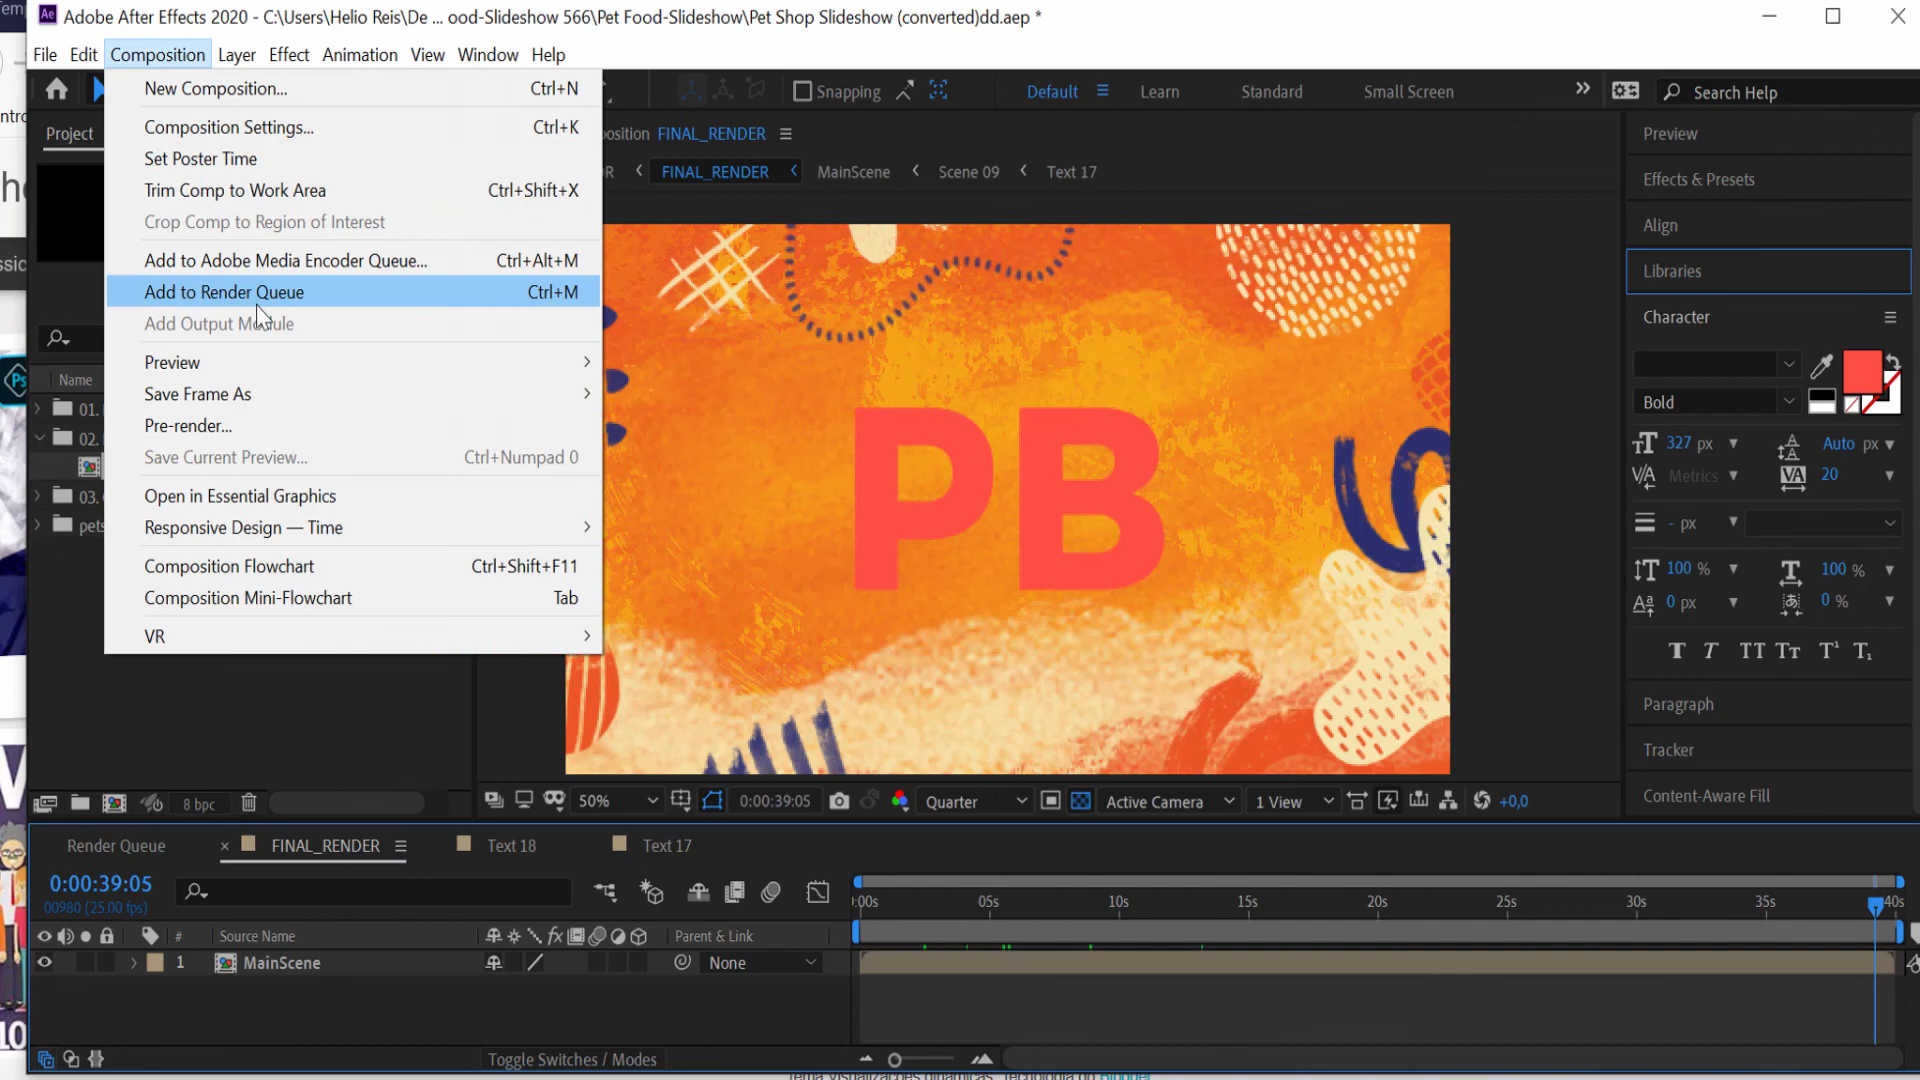 Adobe After Effects 2020 - C:\Users\Helio Reis\De ... ood-Slideshow 566\Pet Food-Slideshow\Pet Shop Slideshow (converted)dd.aep *
File Edit Composition Layer Effect Animation View Window Help
Snapping Default Learn Standard Small Screen Search Help
New Composition... Ctrl+N
Composition Settings... Ctrl+K
Set Poster Time
Trim Comp to Work Area Ctrl+Shift+X
Crop Comp to Region of Interest
Add to Adobe Media Encoder Queue... Ctrl+Alt+M
Add to Render Queue Ctrl+M
Add Output Module
Preview
Save Frame As
Pre-render...
Save Current Preview... Ctrl+Numpad 0
Open in Essential Graphics
Responsive Design — Time
Composition Flowchart Ctrl+Shift+F11
Composition Mini-Flowchart Tab
VR
Project
Name
01.
02.
03.
pets
8 bpc
osition FINAL_RENDER
R FINAL_RENDER MainScene Scene 09 Text 17
PB
50% 0:00:39:05 Quarter Active Camera 1 View +0,0
Preview
Effects & Presets
Align
Libraries
Character
Bold
327 px Auto px
Metrics 20
- px
100 % 100 %
0 px 0 %
T T TT Tт T¹ T₁
Paragraph
Tracker
Content-Aware Fill
Render Queue FINAL_RENDER Text 18 Text 17
0:00:39:05
00980 (25.00 fps)
:00s 05s 10s 15s 20s 25s 30s 35s 40s
# Source Name Parent & Link
1 MainScene None
Toggle Switches / Modes